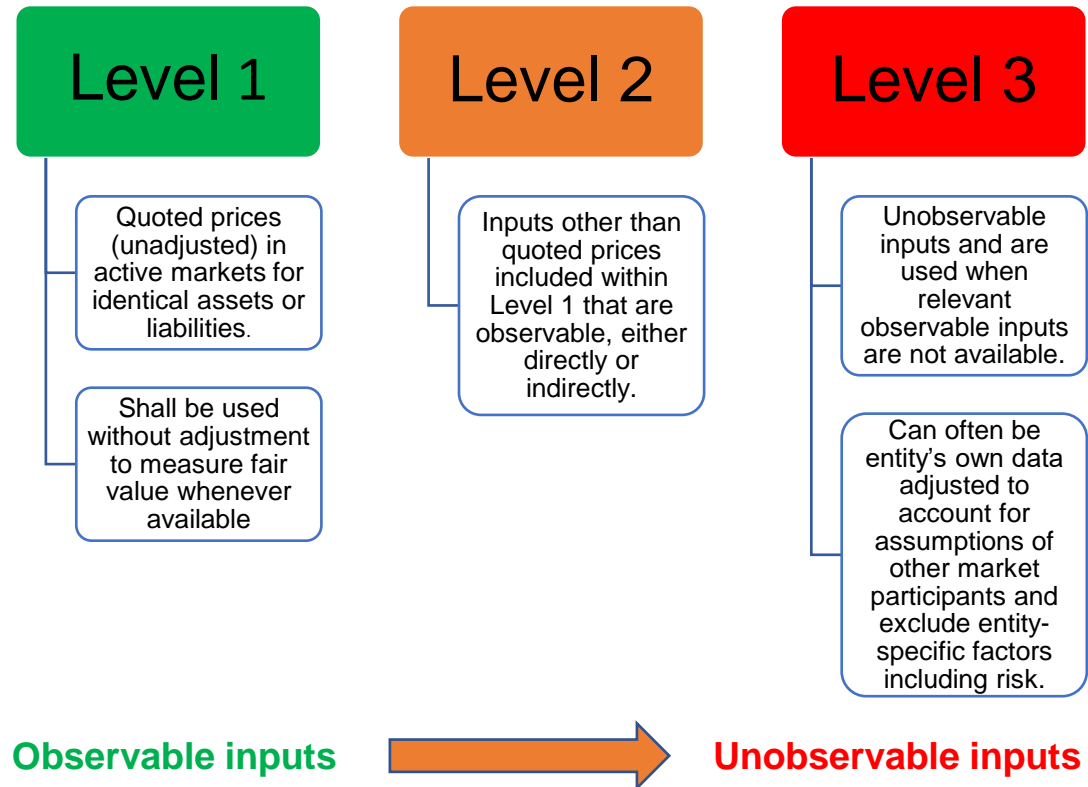 Level 1
Quoted prices
(unadjusted) in
active markets for
identical assets or
liabilities.
Shall be used
without adjustment
to measure fair
value whenever
available
Level 2
Inputs other than
quoted prices
included within
Level 1 that are
observable, either
directly or
indirectly.
Level 3
Unobservable
inputs and are
used when
relevant
observable inputs
are not available.
Can often be
entity’s own data
adjusted to
account for
assumptions of
other market
participants and
exclude entity-
specific factors
including risk.
Observable inputs
Unobservable inputs